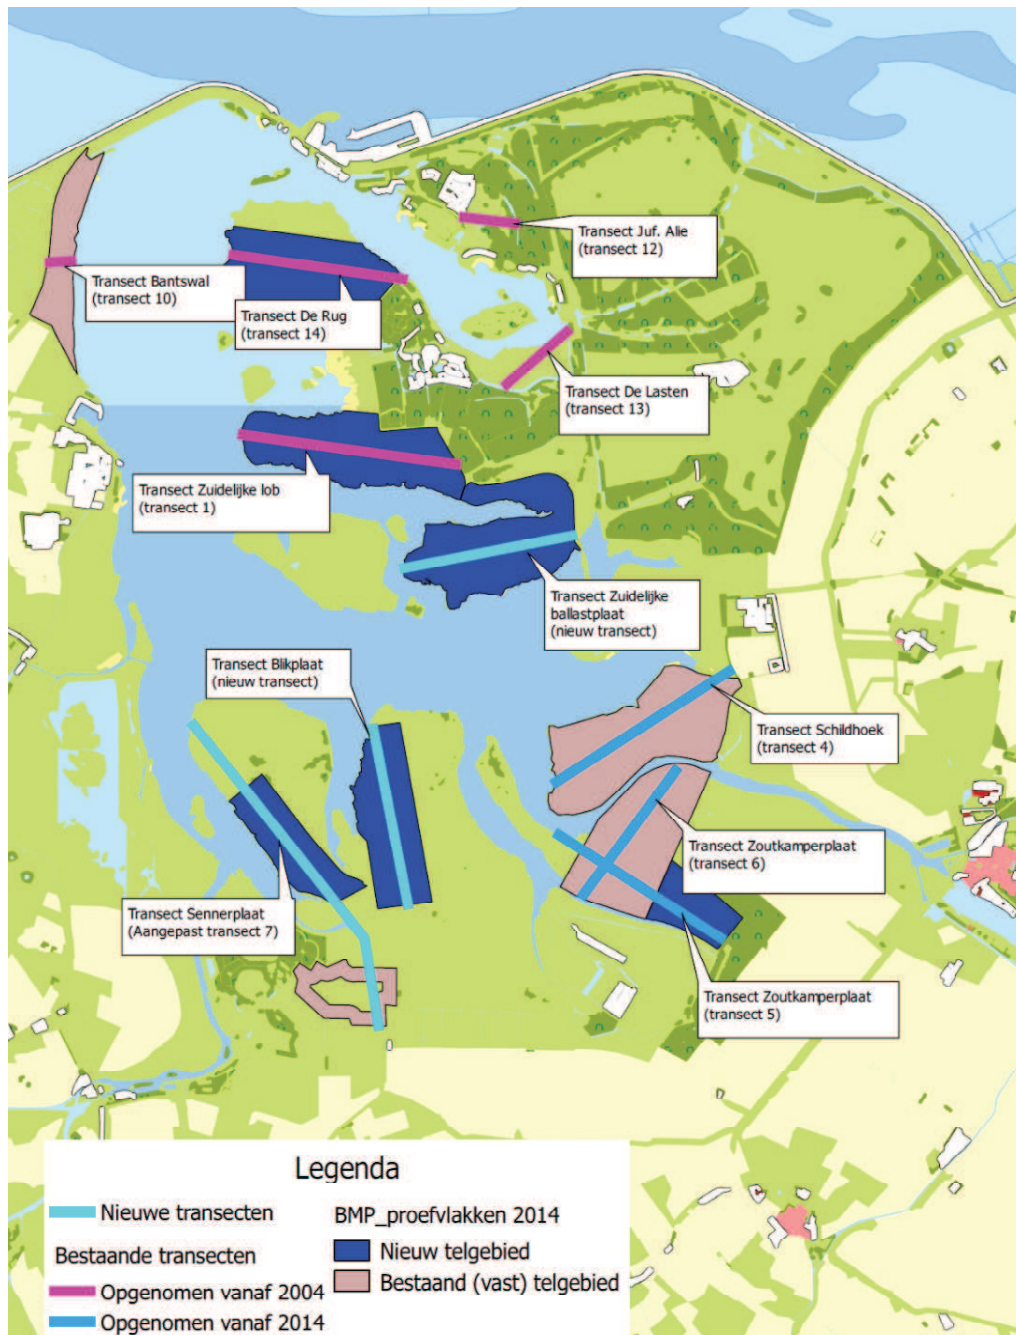 Transect Juf. Alie
(transect 12)
Transect Bantswal
(transect 10)
Transect De Rug
(transect 14)
Transect De Lasten
(transect 13)
Transect Zuidelijke lob
(transect 1)
Transect Zuidelijke
ballastplaat
(nieuw transect)
Transect Blikplaat
(nieuw transect)
Transect Schildhoek
(transect 4)
Transect Zoutkamperplaat
(transect 6)
Transect Sennerplaat
(Aangepast transect 7)
Transect Zoutkamperplaat
(transect 5)
Legenda
Nieuwe transecten
Bestaande transecten
Opgenomen vanaf 2004
Opgenomen vanaf 2014
BMP_proefvlakken 2014
Nieuw telgebied
Bestaand (vast) telgebied